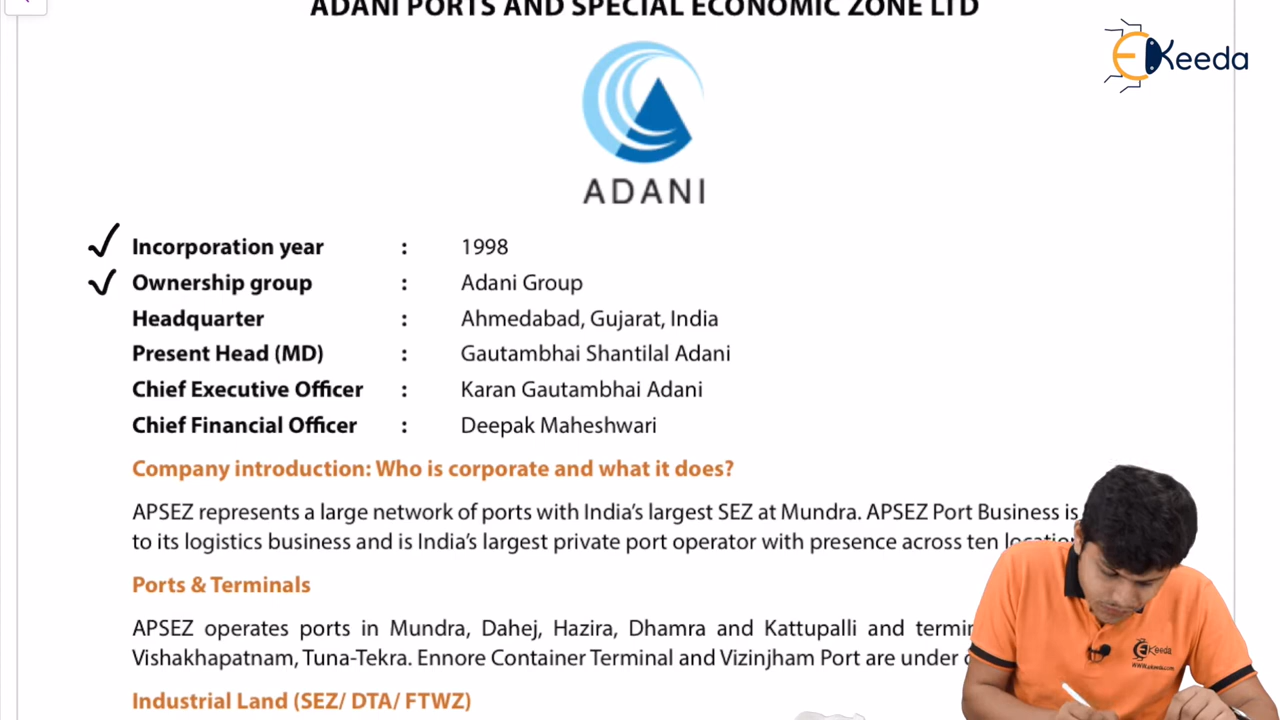 ADANI PORTS AND SPECIAL ECONOMIC ZONE LTD
EKeeda
ADANI
Incorporation year : 1998
Ownership group : Adani Group
Headquarter : Ahmedabad, Gujarat, India
Present Head (MD) : Gautambhai Shantilal Adani
Chief Executive Officer : Karan Gautambhai Adani
Chief Financial Officer : Deepak Maheshwari
Company introduction: Who is corporate and what it does?
APSEZ represents a large network of ports with India's largest SEZ at Mundra. APSEZ Port Business is
to its logistics business and is India's largest private port operator with presence across ten
Ports & Terminals
APSEZ operates ports in Mundra, Dahej, Hazira, Dhamra and Kattupalli and
Vishakhapatnam, Tuna-Tekra. Ennore Container Terminal and Vizinjham Port are under
EKeeda
Industrial Land (SEZ/ DTA/ FTWZ)